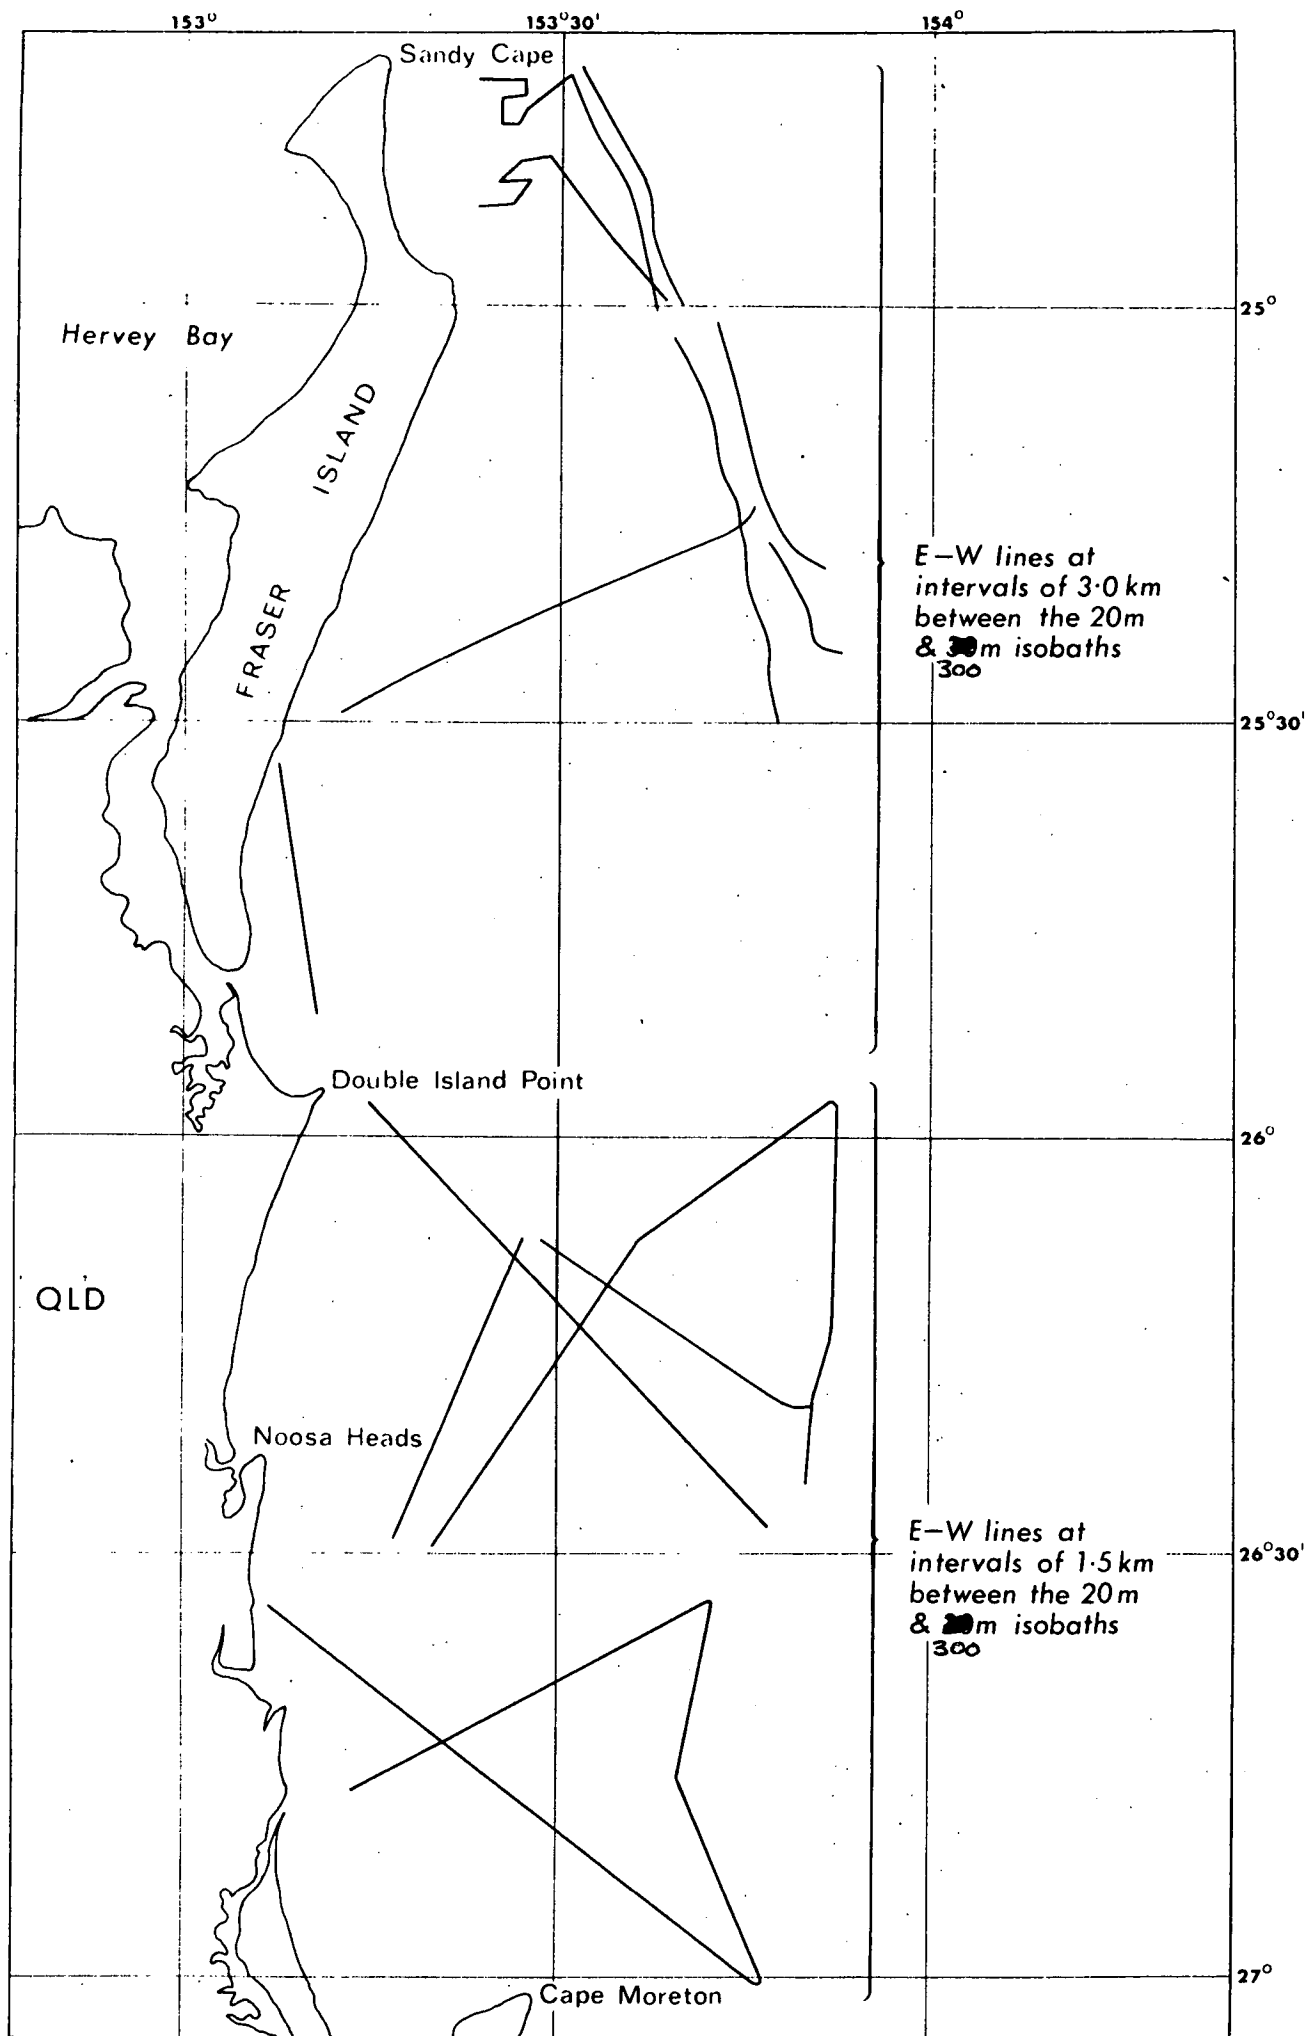 153° 153°30' 154°
Sandy Cape
25°
Hervey Bay
ISLAND
FRASER
E–W lines at
intervals of 3·0 km
between the 20m
& m isobaths
300
25°30'
Double Island Point
26°
QLD
Noosa Heads
E–W lines at
intervals of 1·5 km
between the 20m
& m isobaths
300
26°30'
27°
Cape Moreton